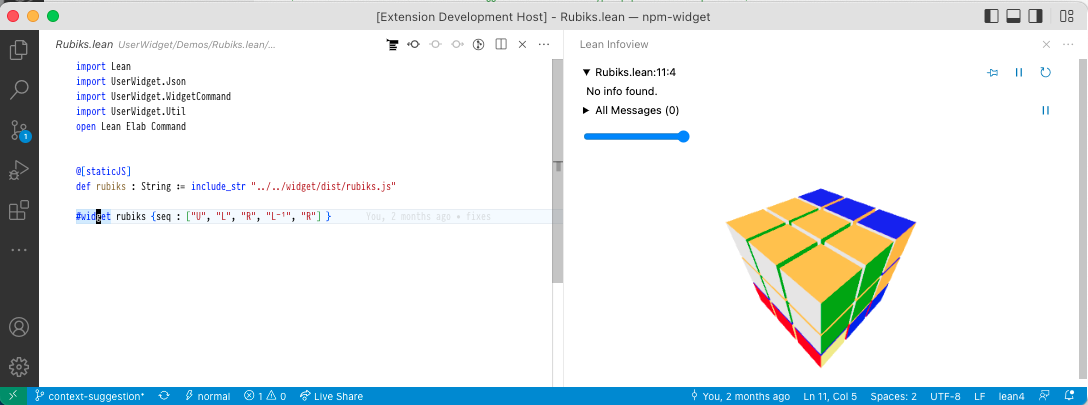 [Extension Development Host] - Rubiks.lean — npm-widget
Rubiks.lean UserWidget/Demos/Rubiks.lean/...
import Lean
import UserWidget.Json
import UserWidget.WidgetCommand
import UserWidget.Util
open Lean Elab Command
@[staticJS]
def rubiks : String := include_str "../../widget/dist/rubiks.js"
#widget rubiks {seq : ["U", "L", "R", "L⁻¹", "R"] } You, 2 months ago • fixes
Lean Infoview
Rubiks.lean:11:4
No info found.
All Messages (0)
1
context-suggestion* normal 1 0 Live Share You, 2 months ago Ln 11, Col 5 Spaces: 2 UTF-8 LF lean4